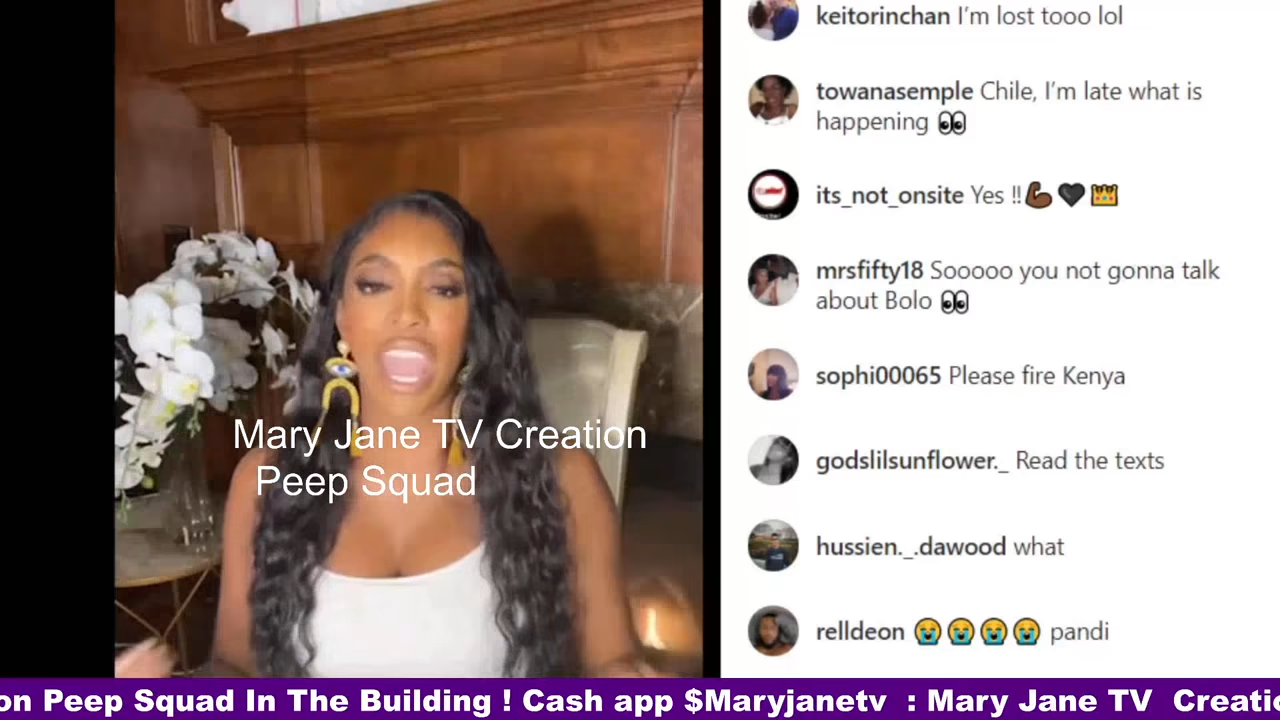 Mary Jane TV Creation
Peep Squad
keitorinchan I’m lost tooo lol
towanasemple Chile, I’m late what is
happening 👀
its_not_onsite Yes ‼💪🏾🖤👑
mrsfifty18 Sooooo you not gonna talk
about Bolo 👀
sophi00065 Please fire Kenya
godslilsunflower._ Read the texts
hussien._.dawood what
relldeon 😭😭😭😭 pandi
on Peep Squad In The Building ! Cash app $Maryjanetv : Mary Jane TV Creatio